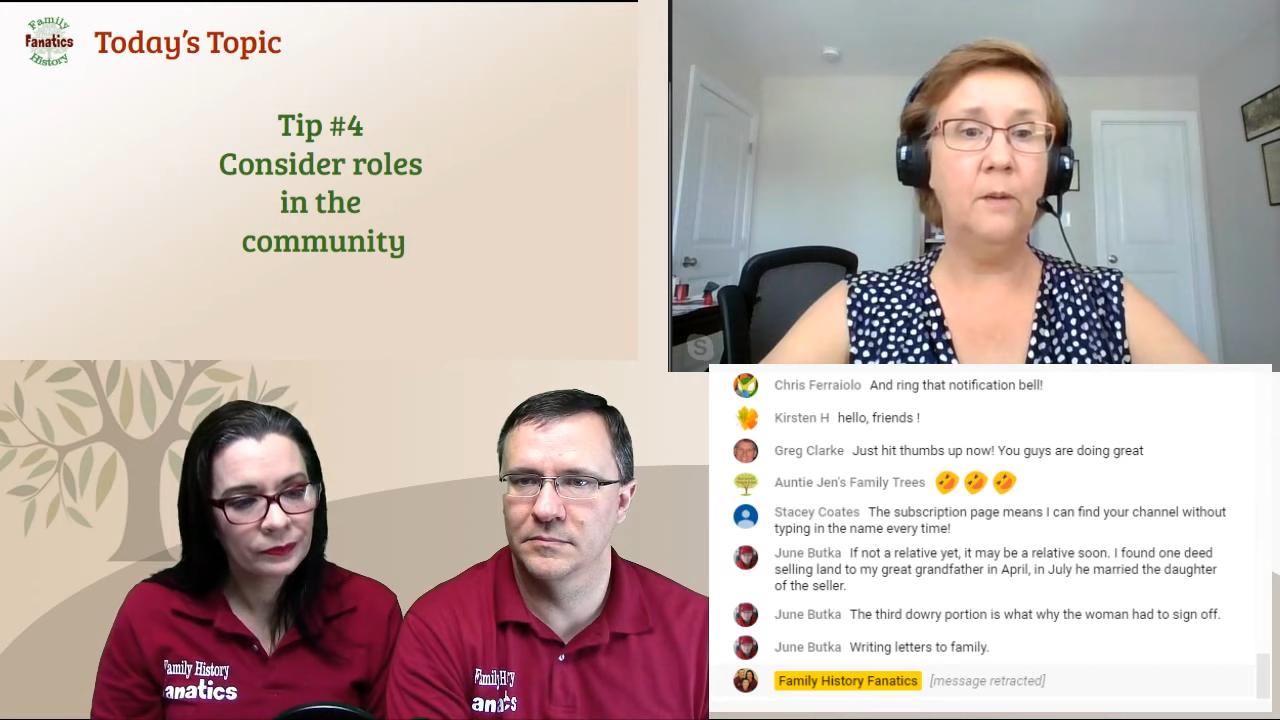 Family
Fanatics
History
Today's Topic
Tip #4
Consider roles
in the
community
S
Family History
anatics
Family H ry
anatcs
Chris Ferraiolo And ring that notification bell!
Kirsten H hello, friends !
Greg Clarke Just hit thumbs up now! You guys are doing great
Auntie Jen's Family Trees
Stacey Coates The subscription page means I can find your channel without
typing in the name every time!
June Butka If not a relative yet, it may be a relative soon. I found one deed
selling land to my great grandfather in April, in July he married the daughter
of the seller.
June Butka The third dowry portion is what why the woman had to sign off.
June Butka Writing letters to family.
Family History Fanatics [message retracted]